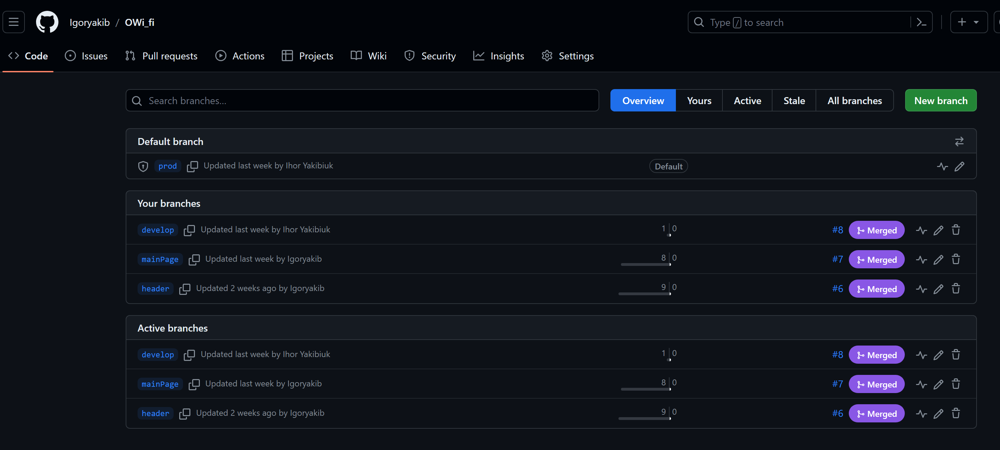 Igoryakib / OWi_fi
Type / to search
Code Issues Pull requests Actions Projects Wiki Security Insights Settings
Search branches...
Overview Yours Active Stale All branches New branch
Default branch
prod Updated last week by Ihor Yakibiuk Default
Your branches
develop Updated last week by Ihor Yakibiuk 1 0 #8 Merged
mainPage Updated last week by Igoryakib 8 0 #7 Merged
header Updated 2 weeks ago by Igoryakib 9 0 #6 Merged
Active branches
develop Updated last week by Ihor Yakibiuk 1 0 #8 Merged
mainPage Updated last week by Igoryakib 8 0 #7 Merged
header Updated 2 weeks ago by Igoryakib 9 0 #6 Merged